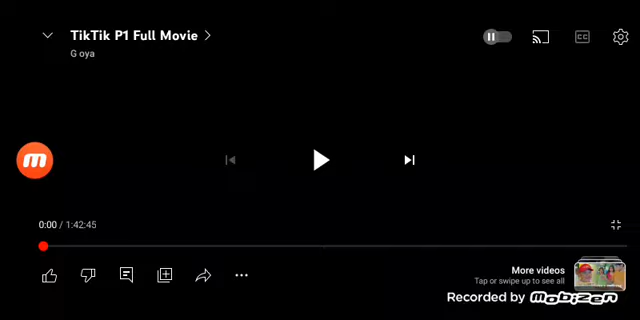 TikTik P1 Full Movie
G oya
CC
m
0:00 / 1:42:45
More videos
Tap or swipe up to see all
Recorded by mobizen